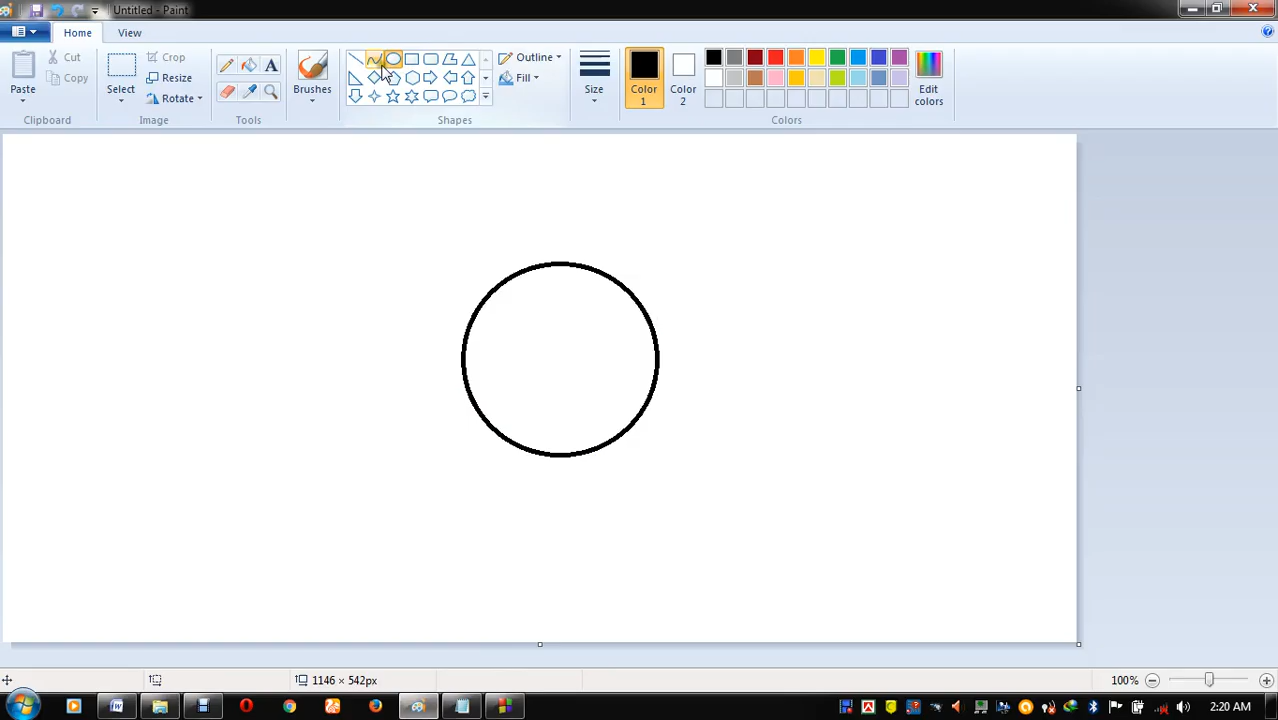 Untitled - Paint
Home View
Paste
Cut
Copy
Clipboard
Select
Crop
Resize
Rotate
Image
A
Tools
Brushes
Outline
Fill
Shapes
Size
Color 1
Color 2
Edit colors
Colors
1146 × 542px
100%
2:20 AM